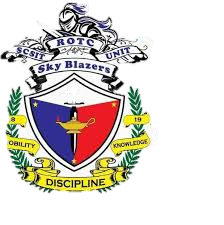 ROTC
SCSIT UNIT
Sky Blazers
8 19
OBILITY KNOWLEDGE
DISCIPLINE